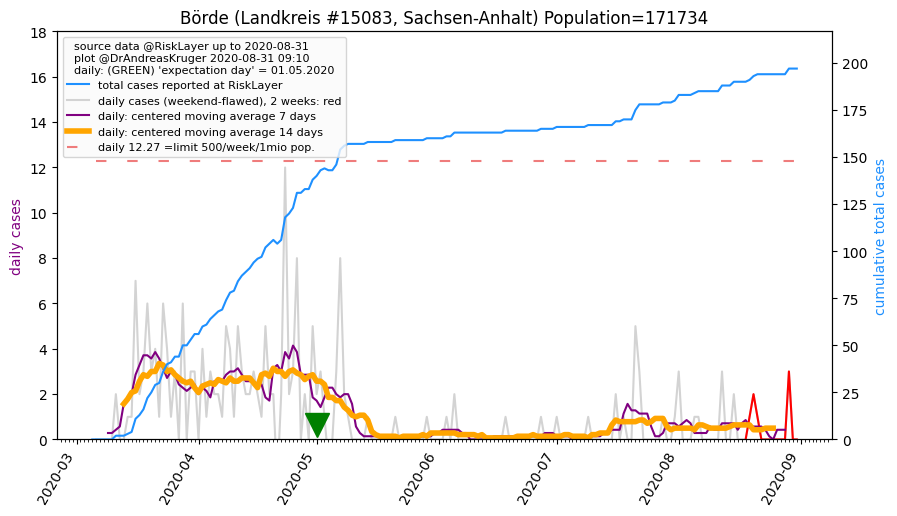 Börde (Landkreis #15083, Sachsen-Anhalt) Population=171734
source data @RiskLayer up to 2020-08-31
plot @DrAndreasKruger 2020-08-31 09:10
daily: (GREEN) 'expectation day' = 01.05.2020
total cases reported at RiskLayer
daily cases (weekend-flawed), 2 weeks: red
daily: centered moving average 7 days
daily: centered moving average 14 days
daily 12.27 =limit 500/week/1mio pop.
daily cases
18
16
14
12
10
8
6
4
2
0
200
175
150
125
100
75
50
25
0
cumulative total cases
2020-03
2020-04
2020-05
2020-06
2020-07
2020-08
2020-09